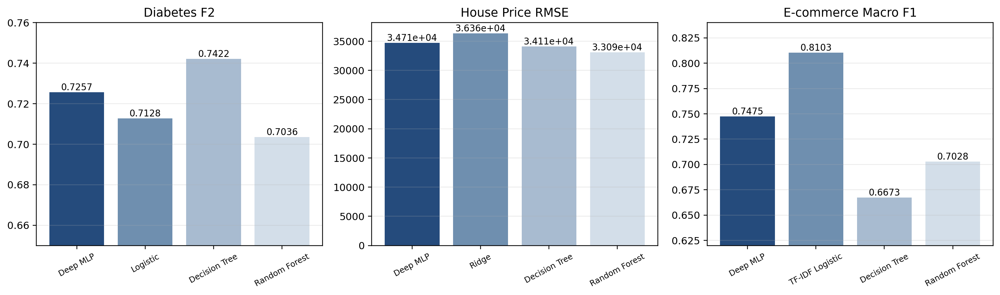 Diabetes F2
0.76
0.74
0.72
0.70
0.68
0.66
0.7257
0.7128
0.7422
0.7036
Deep MLP
Logistic
Decision Tree
Random Forest
House Price RMSE
35000
30000
25000
20000
15000
10000
5000
0
3.471e+04
3.636e+04
3.411e+04
3.309e+04
Deep MLP
Ridge
Decision Tree
Random Forest
E-commerce Macro F1
0.825
0.800
0.775
0.750
0.725
0.700
0.675
0.650
0.625
0.7475
0.8103
0.6673
0.7028
Deep MLP
TF-IDF Logistic
Decision Tree
Random Forest